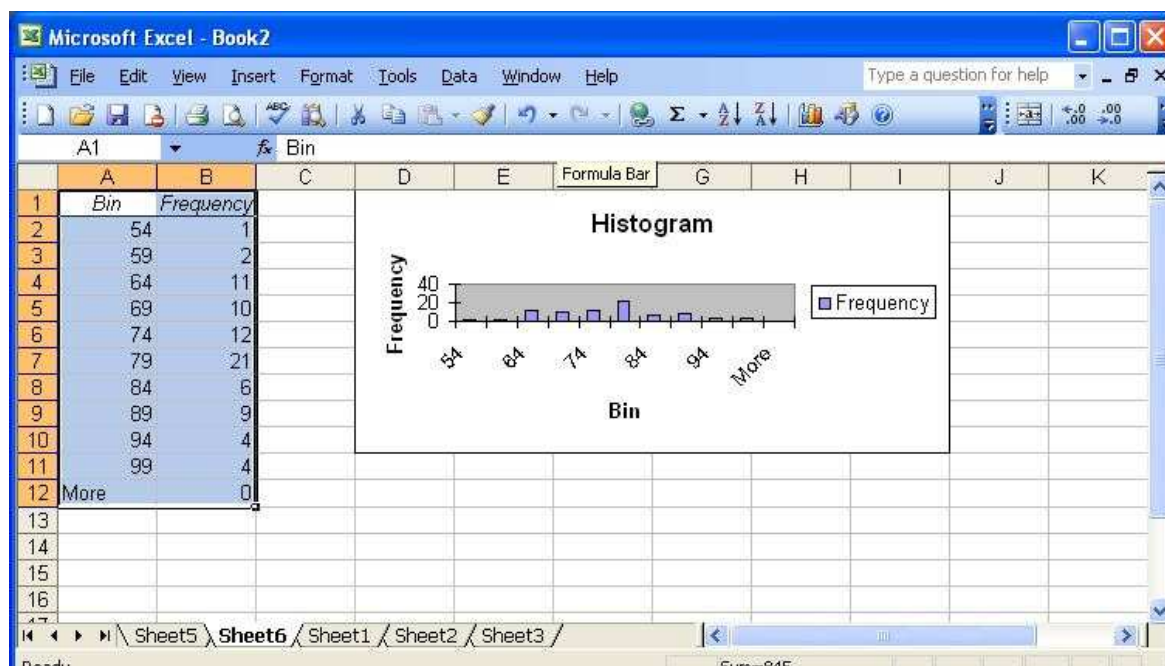 Microsoft Excel - Book2
File Edit View Insert Format Tools Data Window Help Type a question for help
A1 fx Bin
Formula Bar
A B C D E G H I J K
1 Bin Frequency
2 54 1
3 59 2
4 64 11
5 69 10
6 74 12
7 79 21
8 84 6
9 89 9
10 94 4
11 99 4
12 More 0
13
14
15
16
Histogram
Frequency
40
20
0
54 64 74 84 94 More
Bin
Frequency
Sheet5 Sheet6 Sheet1 Sheet2 Sheet3